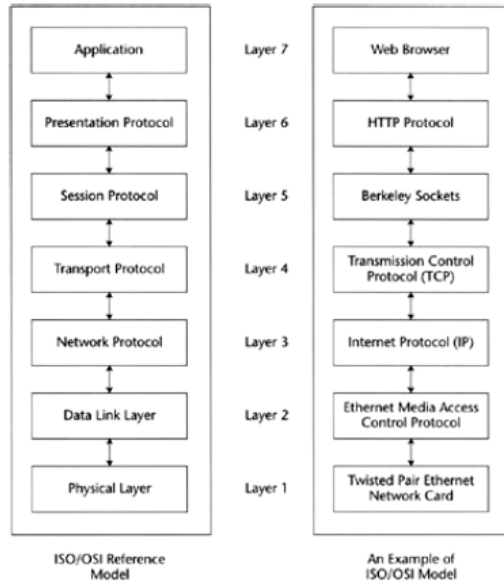 Application
Layer 7
Web Browser
Presentation Protocol
Layer 6
HTTP Protocol
Session Protocol
Layer 5
Berkeley Sockets
Transport Protocol
Layer 4
Transmission Control
Protocol (TCP)
Network Protocol
Layer 3
Internet Protocol (IP)
Data Link Layer
Layer 2
Ethernet Media Access
Control Protocol
Physical Layer
Layer 1
Twisted Pair Ethernet
Network Card
ISO/OSI Reference
Model
An Example of
ISO/OSI Model